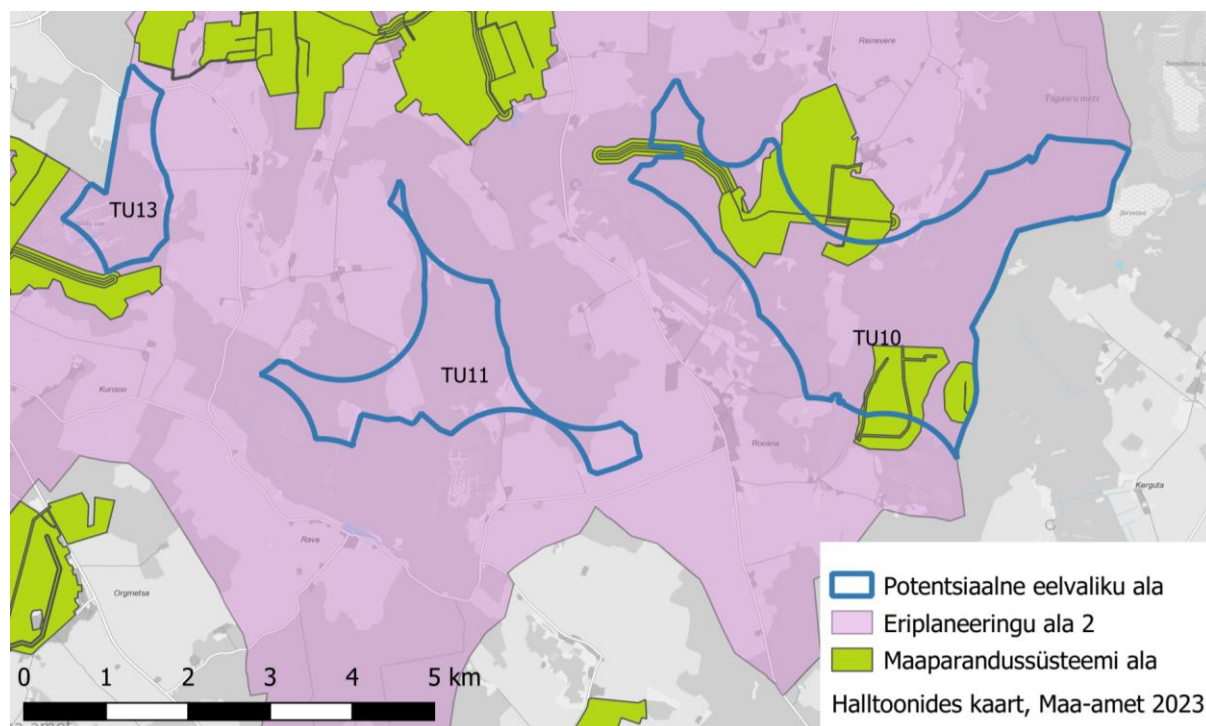 Reinevere
Tagaaru mets
TU13
TU10
TU11
Kurisoo
Roosna
Kerguta
Rava
Orgmetsa
Potentsiaalne eelvaliku ala
Eriplaneeringu ala 2
Maaparandussüsteemi ala
Halltoonides kaart, Maa-amet 2023
0 1 2 3 4 5 km